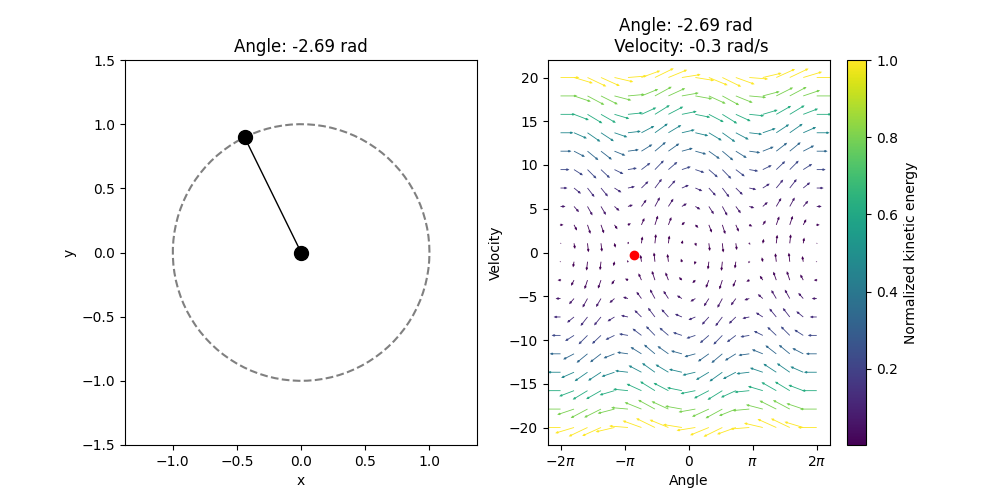 Angle: -2.69 rad
1.5
1.0
0.5
0.0
−0.5
−1.0
−1.5
y
−1.0 −0.5 0.0 0.5 1.0
x
Angle: -2.69 rad
Velocity: -0.3 rad/s
20
15
10
5
0
−5
−10
−15
−20
Velocity
−2π −π 0 π 2π
Angle
1.0
0.8
0.6
0.4
0.2
Normalized kinetic energy